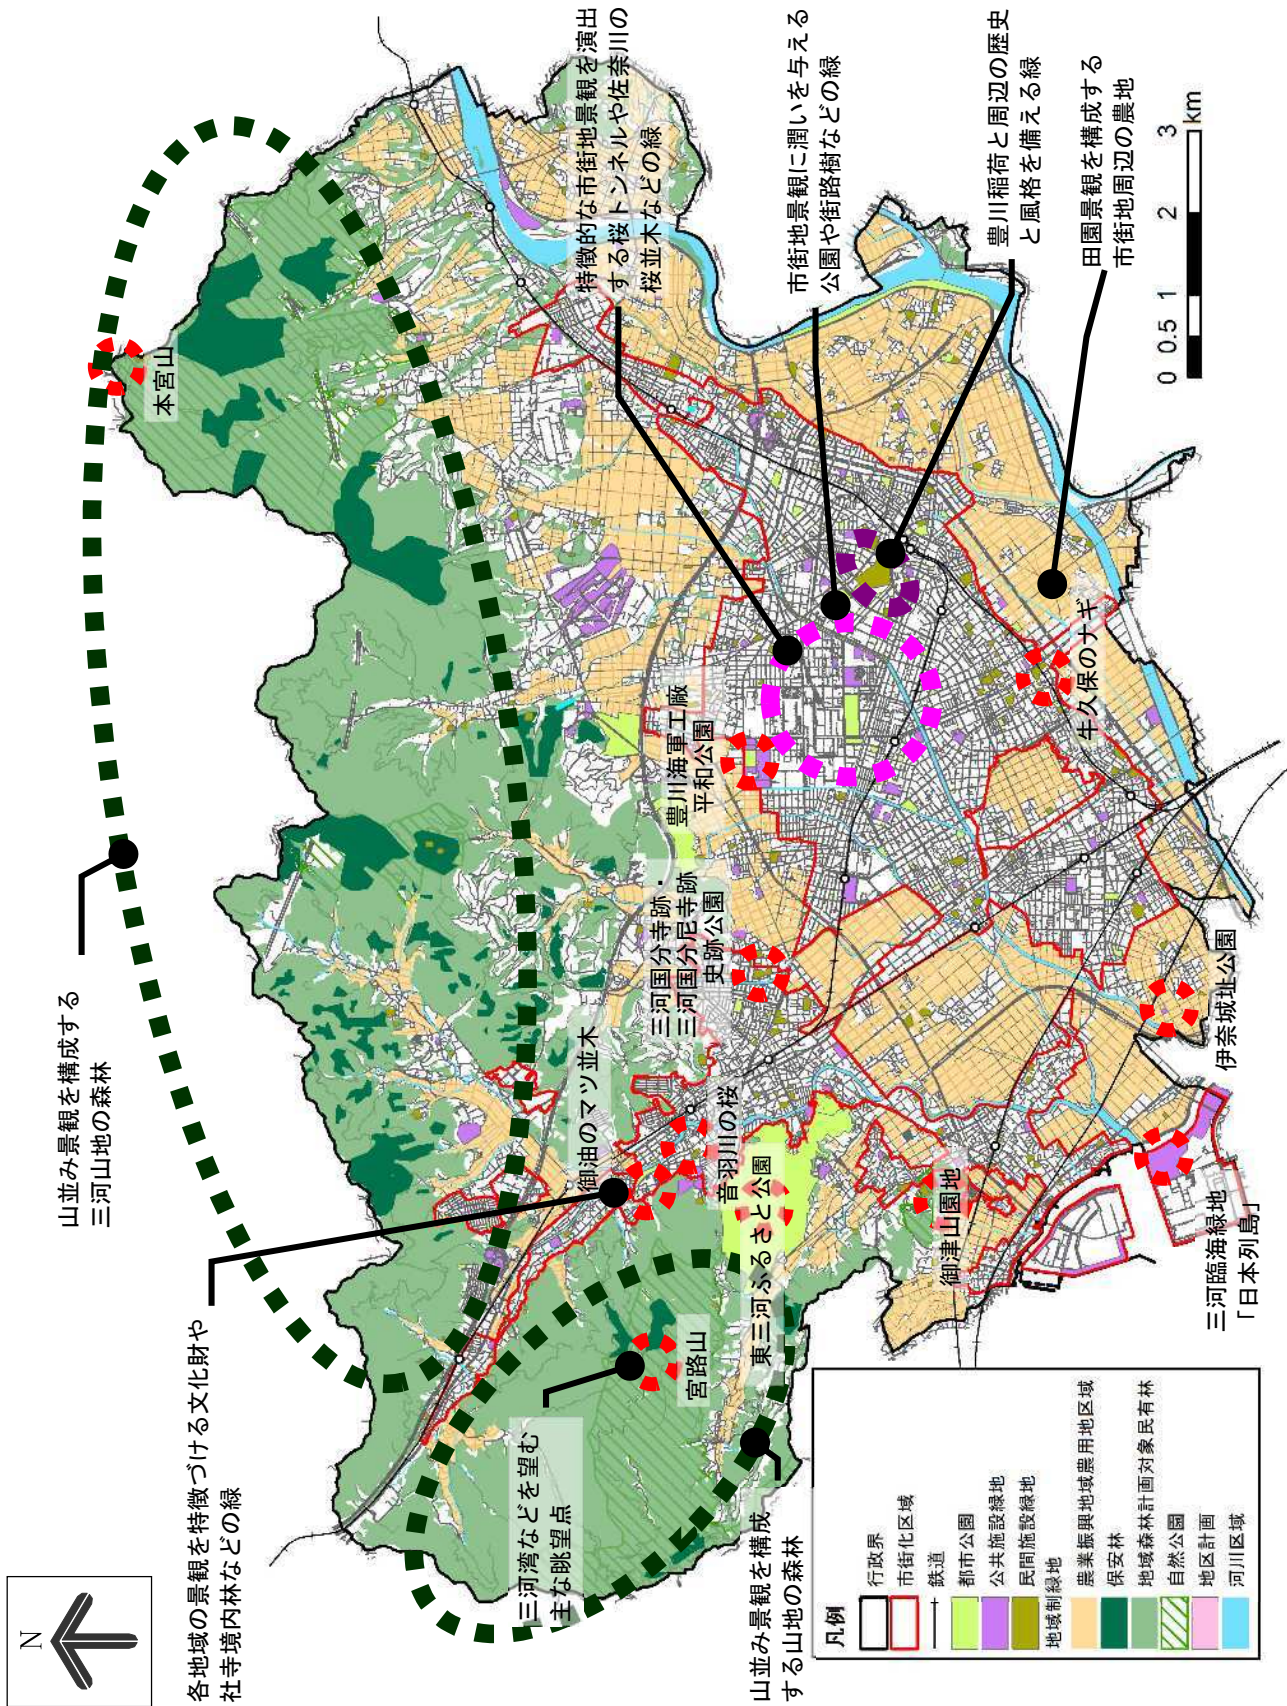 N
各地域の景観を特徴づける文化財や
社寺境内林などの緑
山並み景観を構成する
三河山地の森林
本宮山
特徴的な市街地景観を演出
する桜トンネルや佐奈川の
桜並木などの緑
市街地景観に潤いを与える
公園や街路樹などの緑
豊川稲荷と周辺の歴史
と風格を備える緑
田園景観を構成する
市街地周辺の農地
0 0.5 1 2 3
km
豊川海軍工廠
平和公園
三河国分寺跡・
三河国分尼寺跡
史跡公園
御油のマツ並木
音羽川の桜
東三河ふるさと公園
宮路山
三河湾などを望む
主な眺望点
山並み景観を構成
する山地の森林
御津山園地
牛久保のナギ
伊奈城址公園
三河臨海緑地
「日本列島」
凡例
行政界
市街化区域
鉄道
都市公園
公共施設緑地
民間施設緑地
地域制緑地
農業振興地域農用地区域
保安林
地域森林計画対象民有林
自然公園
地区計画
河川区域